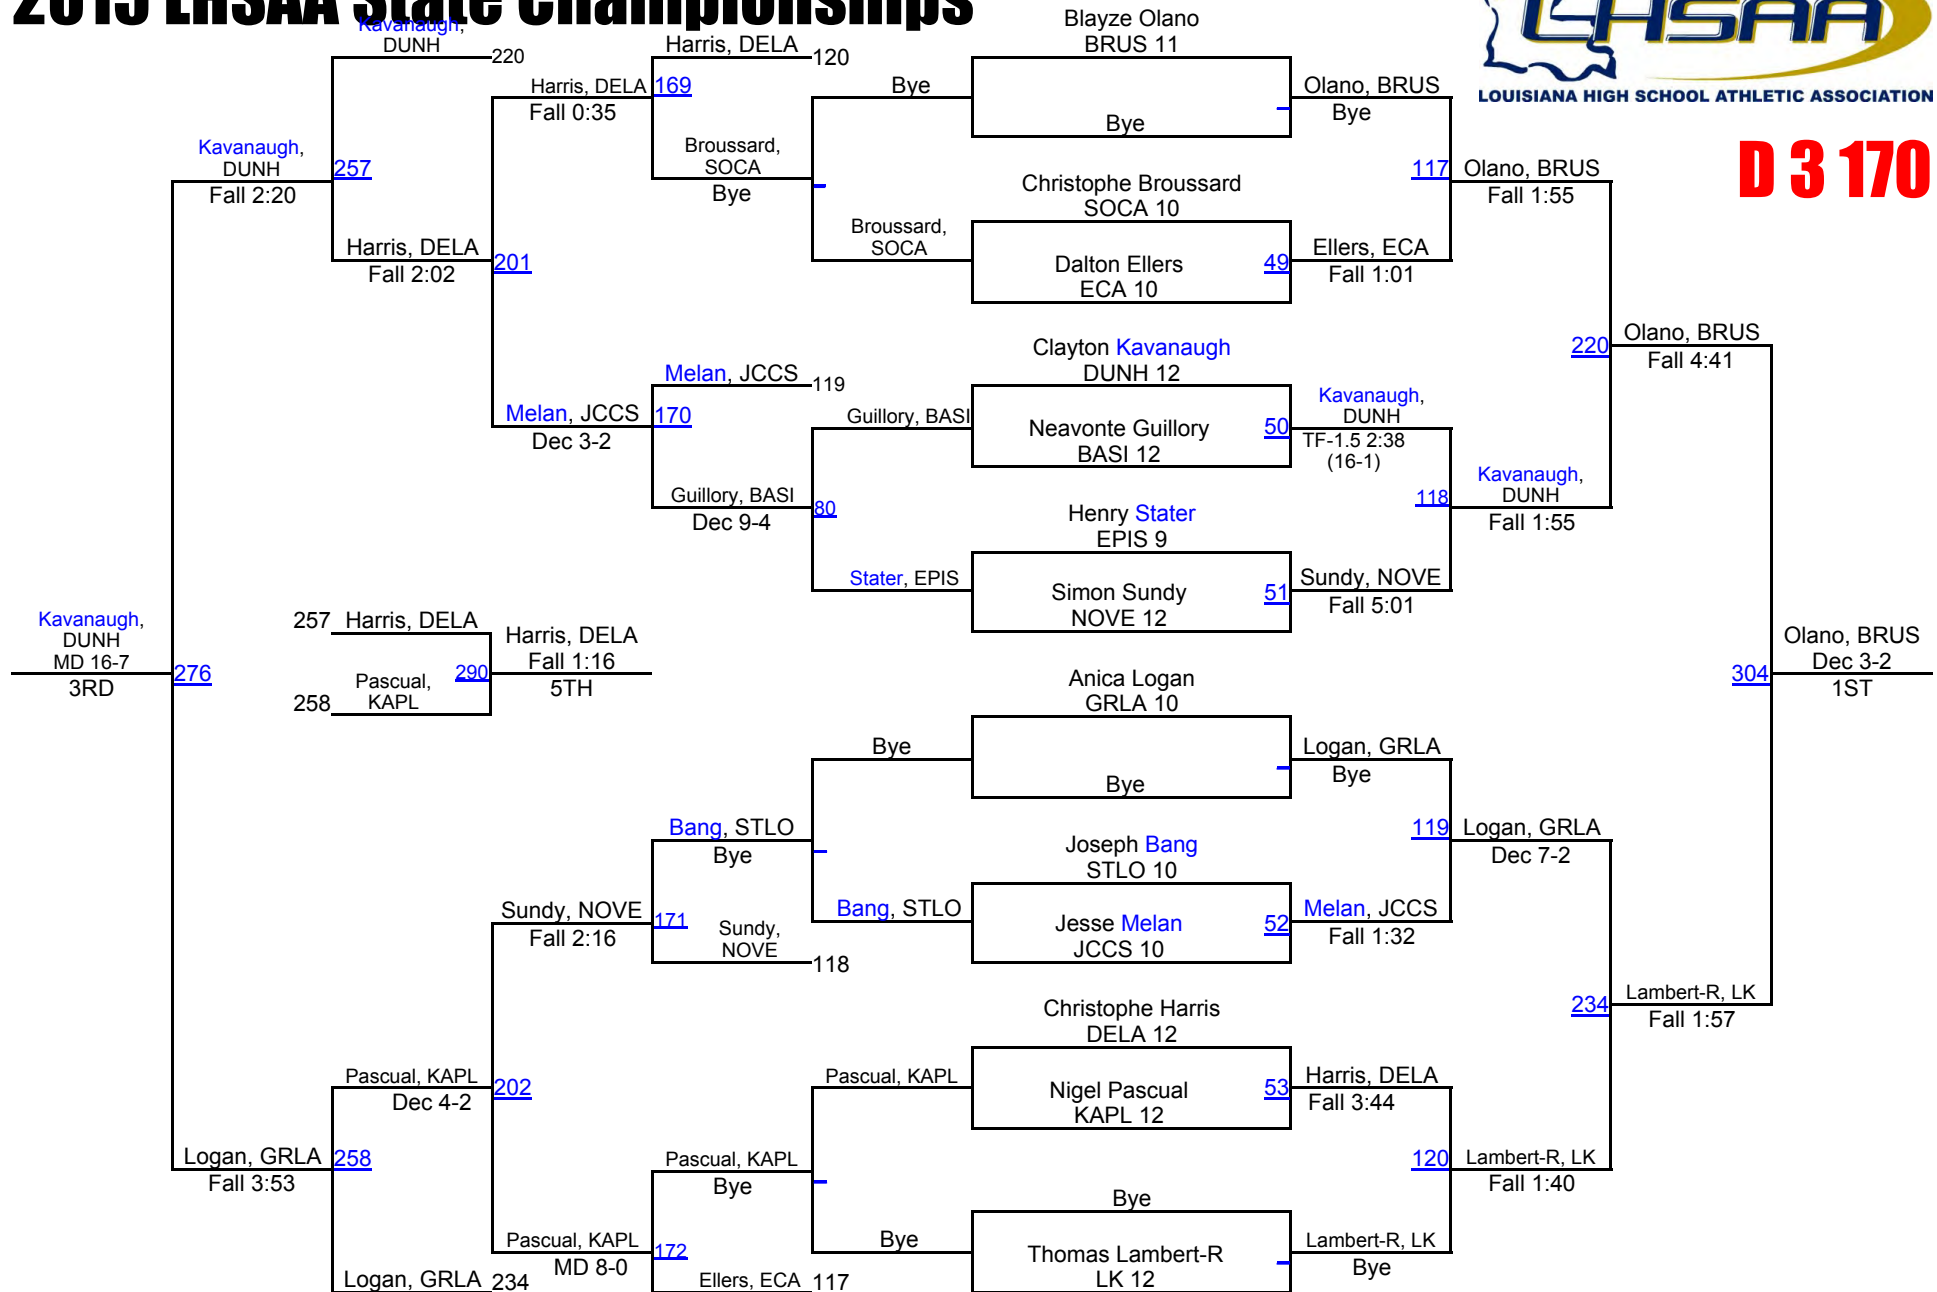 2015 LHSAA State Championships
LHSAA
LOUISIANA HIGH SCHOOL ATHLETIC ASSOCIATION
D 3 170
Kavanaugh,
DUNH
220
Harris, DELA
Fall 0:35
169
Harris, DELA
120
Broussard,
SOCA
Bye
Bye
Broussard,
SOCA
Blayze Olano
BRUS 11
Bye
Olano, BRUS
Bye
Christophe Broussard
SOCA 10
Dalton Ellers
ECA 10
49
Ellers, ECA
Fall 1:01
117
Olano, BRUS
Fall 1:55
Kavanaugh,
DUNH
Fall 2:20
257
Harris, DELA
Fall 2:02
201
Melan, JCCS
Dec 3-2
170
Melan, JCCS
119
Guillory, BASI
Dec 9-4
80
Guillory, BASI
Stater, EPIS
Clayton Kavanaugh
DUNH 12
Neavonte Guillory
BASI 12
50
Kavanaugh,
DUNH
TF-1.5 2:38
(16-1)
Henry Stater
EPIS 9
Simon Sundy
NOVE 12
51
Sundy, NOVE
Fall 5:01
118
Kavanaugh,
DUNH
Fall 1:55
220
Olano, BRUS
Fall 4:41
Kavanaugh,
DUNH
MD 16-7
3RD
276
257
Harris, DELA
258
Pascual,
KAPL
290
Harris, DELA
Fall 1:16
5TH
304
Olano, BRUS
Dec 3-2
1ST
Anica Logan
GRLA 10
Bye
Bye
Logan, GRLA
Bye
Bang, STLO
Bye
Bang, STLO
Joseph Bang
STLO 10
Jesse Melan
JCCS 10
52
Melan, JCCS
Fall 1:32
119
Logan, GRLA
Dec 7-2
Sundy, NOVE
Fall 2:16
171
Sundy,
NOVE
118
Christophe Harris
DELA 12
Nigel Pascual
KAPL 12
53
Harris, DELA
Fall 3:44
234
Lambert-R, LK
Fall 1:57
Pascual, KAPL
Dec 4-2
202
Pascual, KAPL
Logan, GRLA
Fall 3:53
258
Pascual, KAPL
Bye
120
Lambert-R, LK
Fall 1:40
Bye
Bye
Thomas Lambert-R
LK 12
Lambert-R, LK
Bye
Pascual, KAPL
MD 8-0
172
Logan, GRLA
234
Ellers, ECA
117